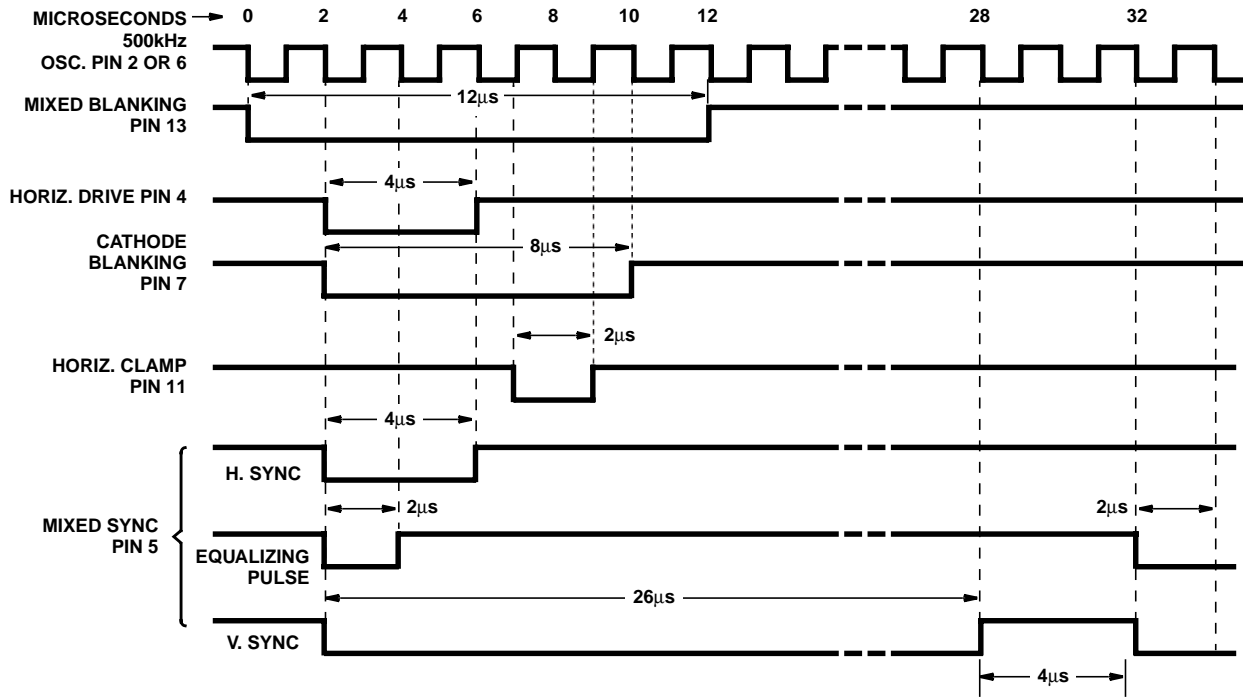 MICROSECONDS 0 2 4 6 8 10 12 28 32
500kHz
OSC. PIN 2 OR 6
12µs
MIXED BLANKING
PIN 13
4µs
HORIZ. DRIVE PIN 4
CATHODE
BLANKING
PIN 7
8µs
2µs
HORIZ. CLAMP
PIN 11
4µs
H. SYNC
2µs 2µs
MIXED SYNC
PIN 5
EQUALIZING
PULSE
26µs
V. SYNC
4µs